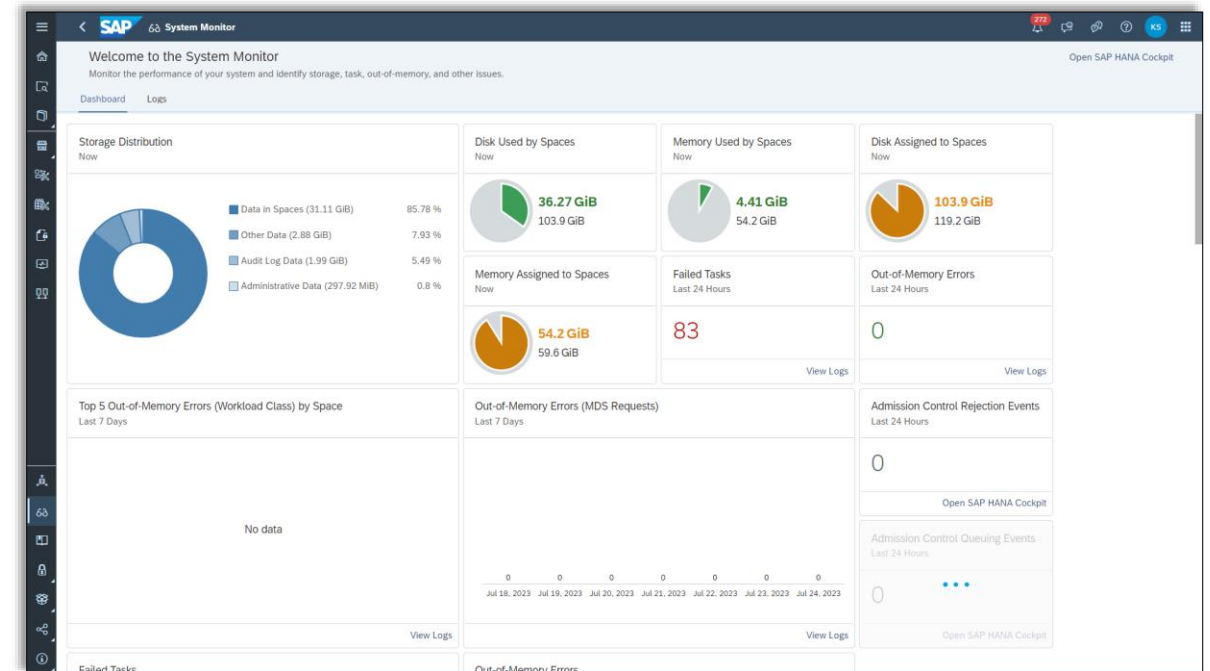 SAP System Monitor
272
KS
Welcome to the System Monitor
Open SAP HANA Cockpit
Monitor the performance of your system and identify storage, task, out-of-memory, and other issues.
Dashboard Logs
Storage Distribution
Now
Data in Spaces (31.11 GiB) 85.78 %
Other Data (2.88 GiB) 7.93 %
Audit Log Data (1.99 GiB) 5.49 %
Administrative Data (297.92 MiB) 0.8 %
Disk Used by Spaces
Now
36.27 GiB
103.9 GiB
Memory Used by Spaces
Now
4.41 GiB
54.2 GiB
Disk Assigned to Spaces
Now
103.9 GiB
119.2 GiB
Memory Assigned to Spaces
Now
54.2 GiB
59.6 GiB
Failed Tasks
Last 24 Hours
83
View Logs
Out-of-Memory Errors
Last 24 Hours
0
View Logs
Top 5 Out-of-Memory Errors (Workload Class) by Space
Last 7 Days
No data
View Logs
Out-of-Memory Errors (MDS Requests)
Last 7 Days
0 0 0 0 0 0 0
Jul 18, 2023 Jul 19, 2023 Jul 20, 2023 Jul 21, 2023 Jul 22, 2023 Jul 23, 2023 Jul 24, 2023
View Logs
Admission Control Rejection Events
Last 24 Hours
0
Open SAP HANA Cockpit
Admission Control Queuing Events
Last 24 Hours
0
Open SAP HANA Cockpit
Failed Tasks
Out-of-Memory Errors